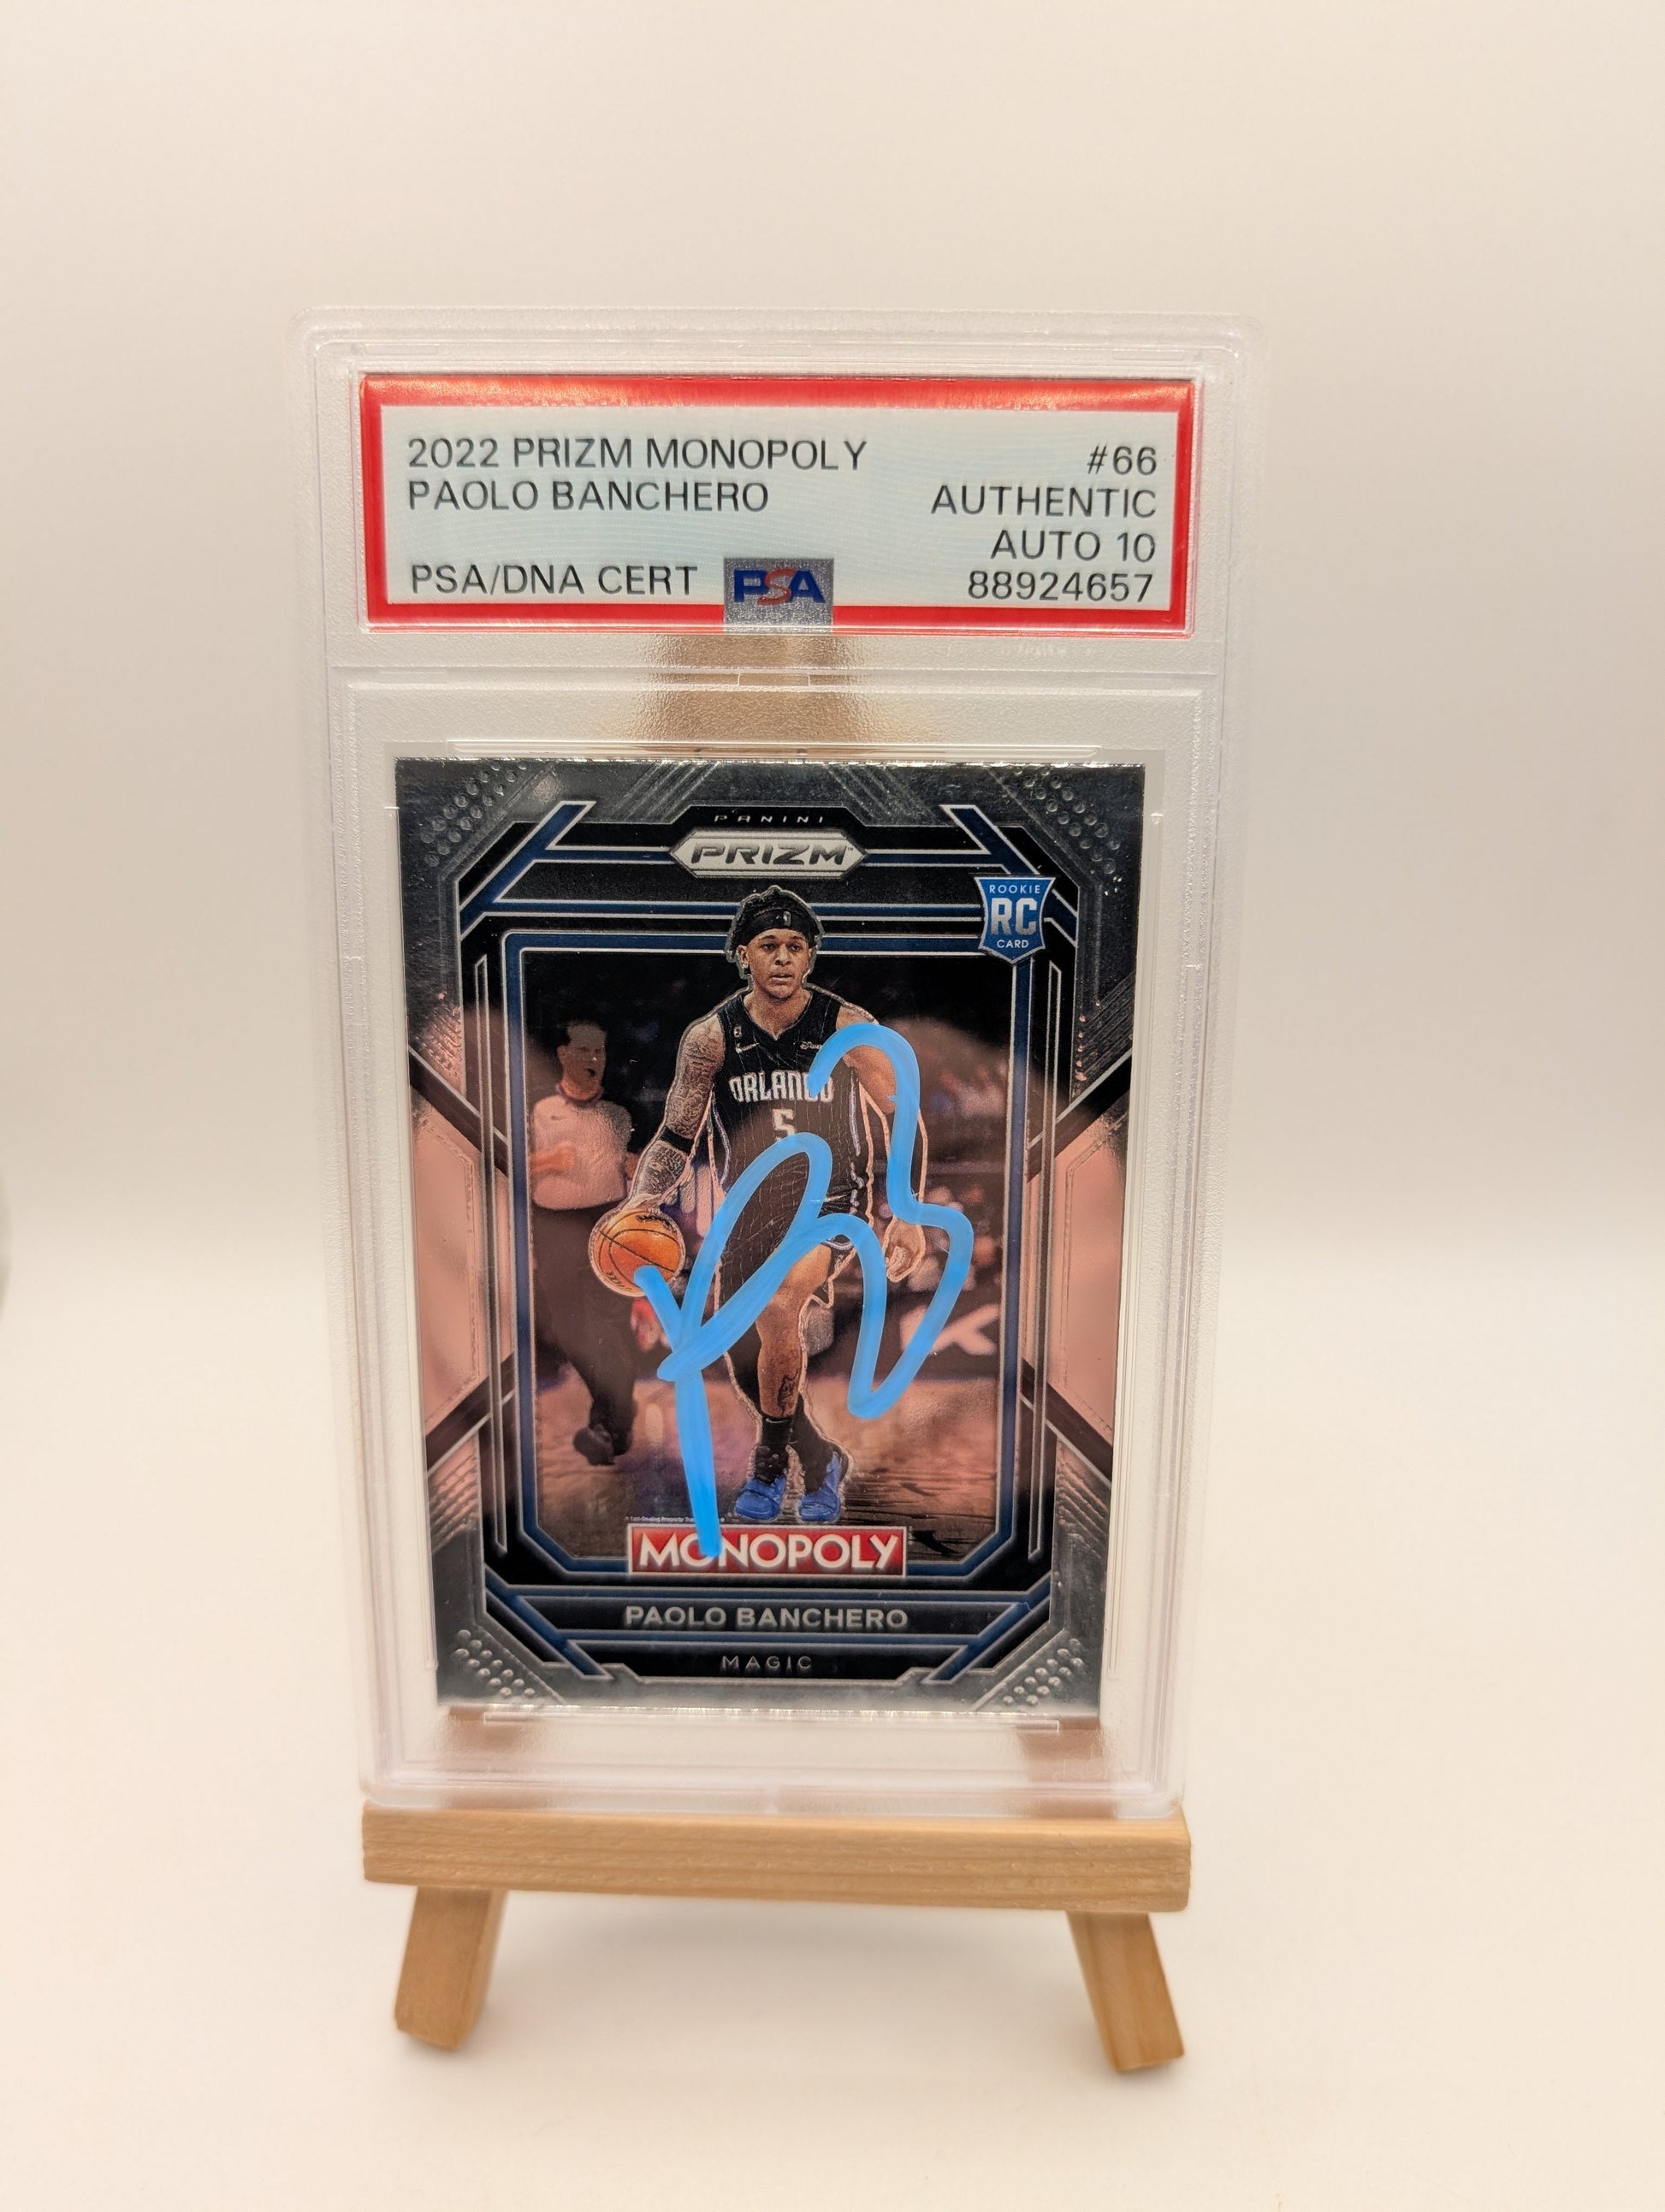 2022 PRIZM MONOPOLY #66
PAOLO BANCHERO AUTHENTIC
AUTO 10
PSA/DNA CERT PSA 88924657
PANINI
PRIZM
ROOKIE
RC
CARD
ORLANDO
5
MONOPOLY
PAOLO BANCHERO
MAGIC